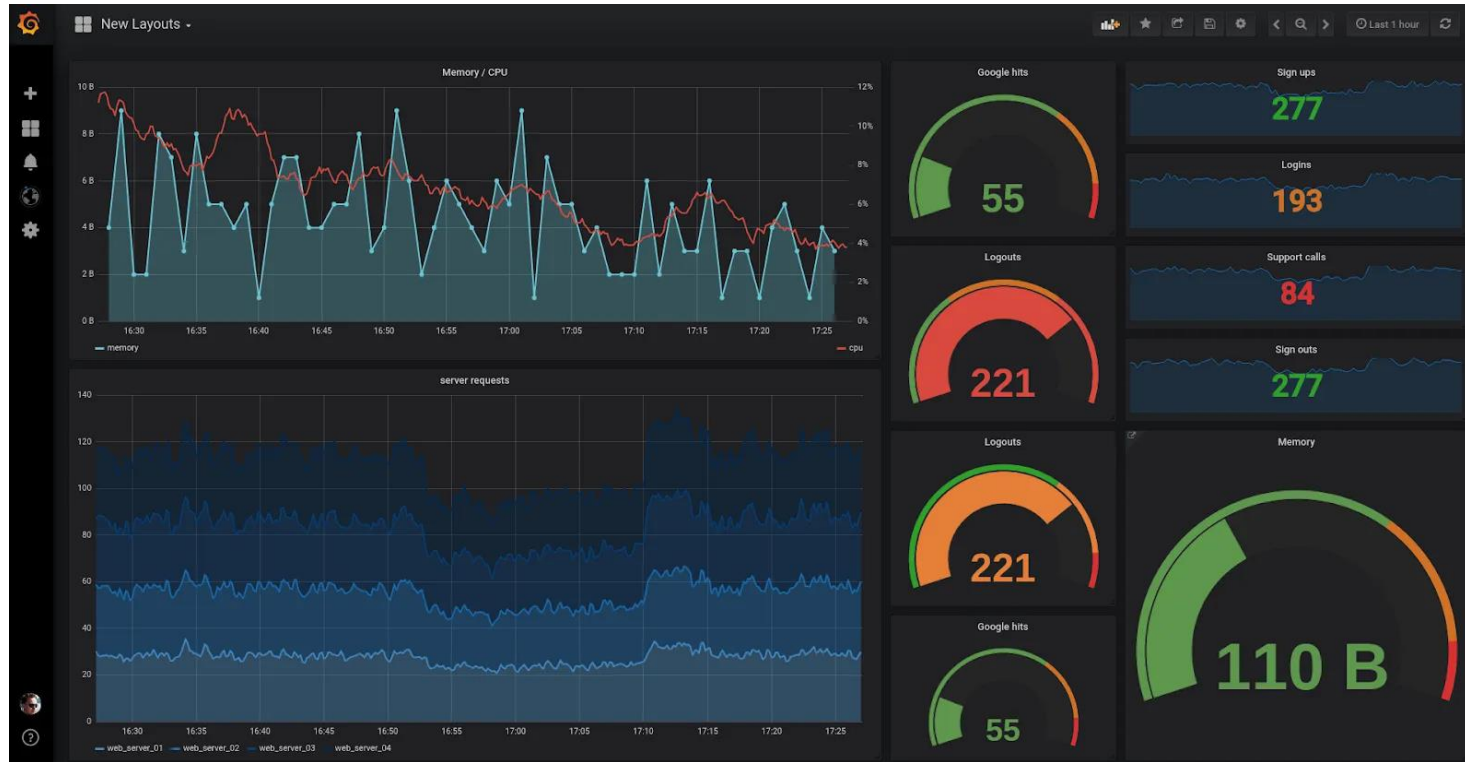 New Layouts
Last 1 hour
Memory / CPU
10 B
8 B
6 B
4 B
2 B
0 B
12%
10%
8%
6%
4%
2%
0%
16:30 16:35 16:40 16:45 16:50 16:55 17:00 17:05 17:10 17:15 17:20 17:25
memory cpu
server requests
140
120
100
80
60
40
20
0
16:30 16:35 16:40 16:45 16:50 16:55 17:00 17:05 17:10 17:15 17:20 17:25
web_server_01 web_server_02 web_server_03 web_server_04
Google hits
55
Logouts
221
Logouts
221
Google hits
55
Sign ups
277
Logins
193
Support calls
84
Sign outs
277
Memory
110 B